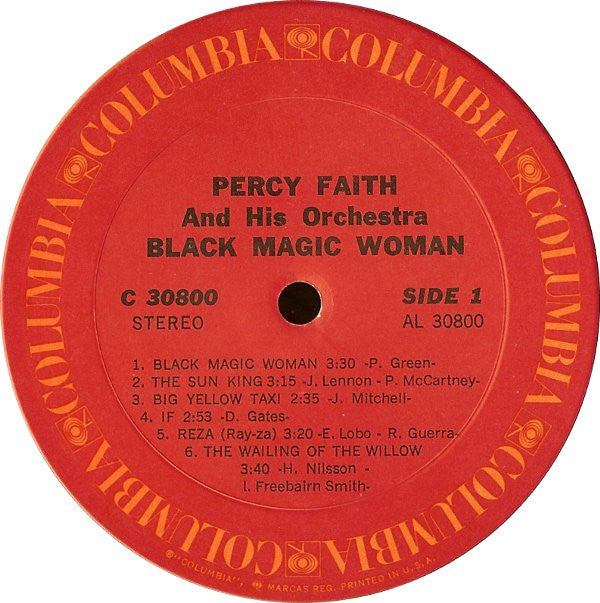 COLUMBIA COLUMBIA COLUMBIA COLUMBIA COLUMBIA COLUMBIA
PERCY FAITH
And His Orchestra
BLACK MAGIC WOMAN
C 30800
SIDE 1
STEREO
AL 30800
1. BLACK MAGIC WOMAN 3:30 -P. Green-
2. THE SUN KING 3:15 -J. Lennon - P. McCartney-
3. BIG YELLOW TAXI 2:35 -J. Mitchell-
4. IF 2:53 -D. Gates-
5. REZA (Ray-za) 3:20 -E. Lobo - R. Guerra-
6. THE WAILING OF THE WILLOW
3:40 -H. Nilsson -
I. Freebairn Smith-
®"COLUMBIA", MARCAS REG. PRINTED IN U.S.A.